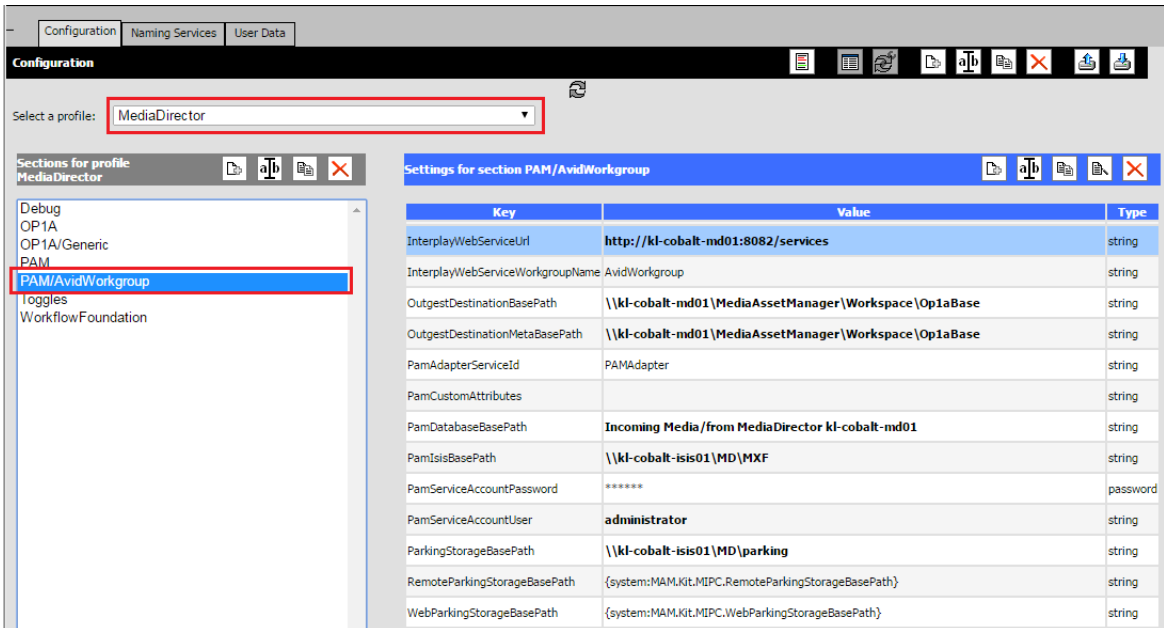 Configuration Naming Services User Data
Configuration
Select a profile: MediaDirector
Sections for profile
MediaDirector
Debug
OP1A
OP1A/Generic
PAM
PAM/AvidWorkgroup
Toggles
WorkflowFoundation
Settings for section PAM/AvidWorkgroup
Key Value Type
InterplayWebServiceUrl http://kl-cobalt-md01:8082/services string
InterplayWebServiceWorkgroupName AvidWorkgroup string
OutgestDestinationBasePath \\kl-cobalt-md01\MediaAssetManager\Workspace\Op1aBase string
OutgestDestinationMetaBasePath \\kl-cobalt-md01\MediaAssetManager\Workspace\Op1aBase string
PamAdapterServiceId PAMAdapter string
PamCustomAttributes string
PamDatabaseBasePath Incoming Media/from MediaDirector kl-cobalt-md01 string
PamIsisBasePath \\kl-cobalt-isis01\MD\MXF string
PamServiceAccountPassword ****** password
PamServiceAccountUser administrator string
ParkingStorageBasePath \\kl-cobalt-isis01\MD\parking string
RemoteParkingStorageBasePath {system:MAM.Kit.MIPC.RemoteParkingStorageBasePath} string
WebParkingStorageBasePath {system:MAM.Kit.MIPC.WebParkingStorageBasePath} string